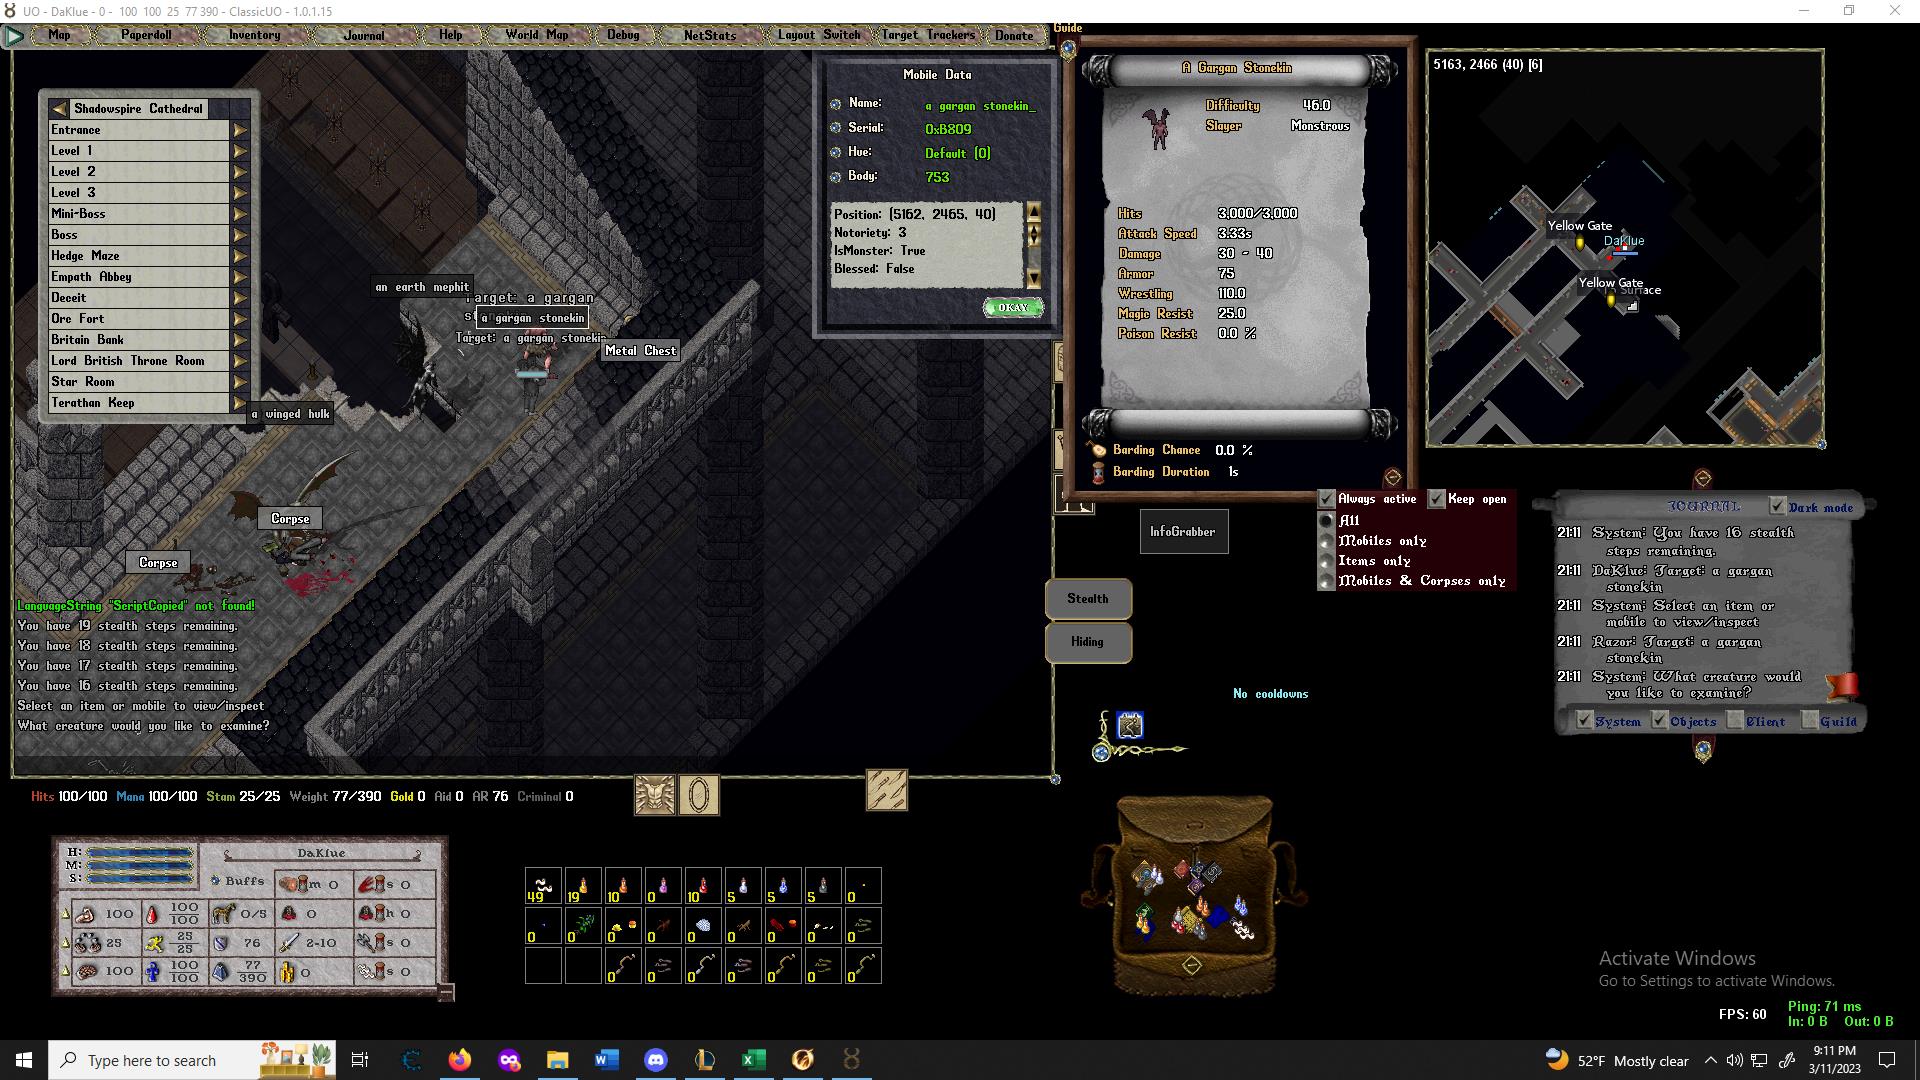 UO - DaKlue - 0 - 100 100 25 77 390 - ClassicUO - 1.0.1.15
Map Paperdoll Inventory Journal Help World Map Debug NetStats Layout Switch Target Trackers Donate
Guide
Shadowspire Cathedral
Entrance
Level 1
Level 2
Level 3
Mini-Boss
Boss
Hedge Maze
Empath Abbey
Deceit
Orc Fort
Britain Bank
Lord British Throne Room
Star Room
Terathan Keep
an earth mephit
Target: a gargan
a gargan stonekin
Target: a gargan stonekin
Metal Chest
a winged hulk
Corpse
Corpse
LanguageString "ScriptCopied" not found!
You have 19 stealth steps remaining.
You have 18 stealth steps remaining.
You have 17 stealth steps remaining.
You have 16 stealth steps remaining.
Select an item or mobile to view/inspect
What creature would you like to examine?
Mobile Data
Name: a gargan stonekin_
Serial: 0xB809
Hue: Default (0)
Body: 753
Position: (5162, 2465, 40)
Notoriety: 3
IsMonster: True
Blessed: False
OKAY
A Gargan Stonekin
Difficulty 46.0
Slayer Monstrous
Hits 3,000/3,000
Attack Speed 3.33s
Damage 30 - 40
Armor 75
Wrestling 110.0
Magic Resist 25.0
Poison Resist 0.0 %
Barding Chance 0.0 %
Barding Duration 1s
5163, 2466 (40) [6]
Yellow Gate
DaKlue
Yellow Gate
Surface
Always active Keep open
All
Mobiles only
Items only
Mobiles & Corpses only
InfoGrabber
Stealth
Hiding
No cooldowns
JOURNAL Dark mode
21:11 System: You have 16 stealth
steps remaining.
21:11 DaKlue: Target: a gargan
stonekin
21:11 System: Select an item or
mobile to view/inspect
21:11 Razor: Target: a gargan
stonekin
21:11 System: What creature would
you like to examine?
System Objects Client Guild
Hits 100/100 Mana 100/100 Stam 25/25 Weight 77/390 Gold 0 Aid 0 AR 76 Criminal 0
H:
M:
S:
DaKlue
Buffs m 0 s 0
100 100 100 0/5 0 h 0
25 25 25 76 2-10 s 0
100 100 100 77 390 0 s 0
49 19 10 0 10 5 5 5 0
0 0 0 0 0 0 0 0 0
0 0 0 0 0 0 0
Activate Windows
Go to Settings to activate Windows.
FPS: 60
Ping: 71 ms
In: 0 B Out: 0 B
Type here to search
52°F Mostly clear
9:11 PM
3/11/2023